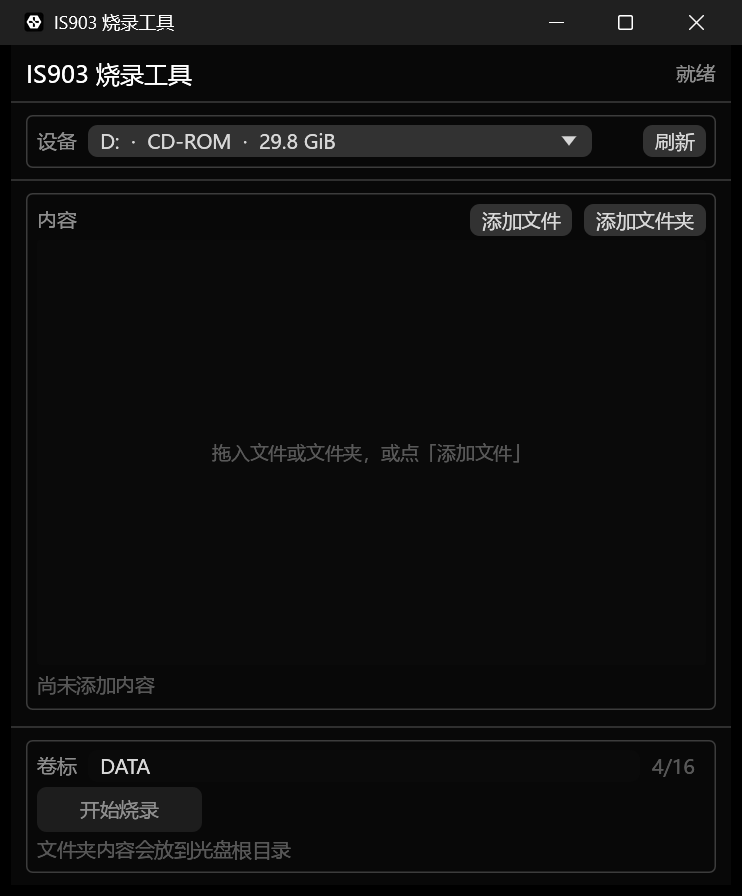 IS903 烧录工具
IS903 烧录工具 就绪
设备 D: · CD-ROM · 29.8 GiB 刷新
内容 添加文件 添加文件夹
拖入文件或文件夹，或点「添加文件」
尚未添加内容
卷标 DATA 4/16
开始烧录
文件夹内容会放到光盘根目录